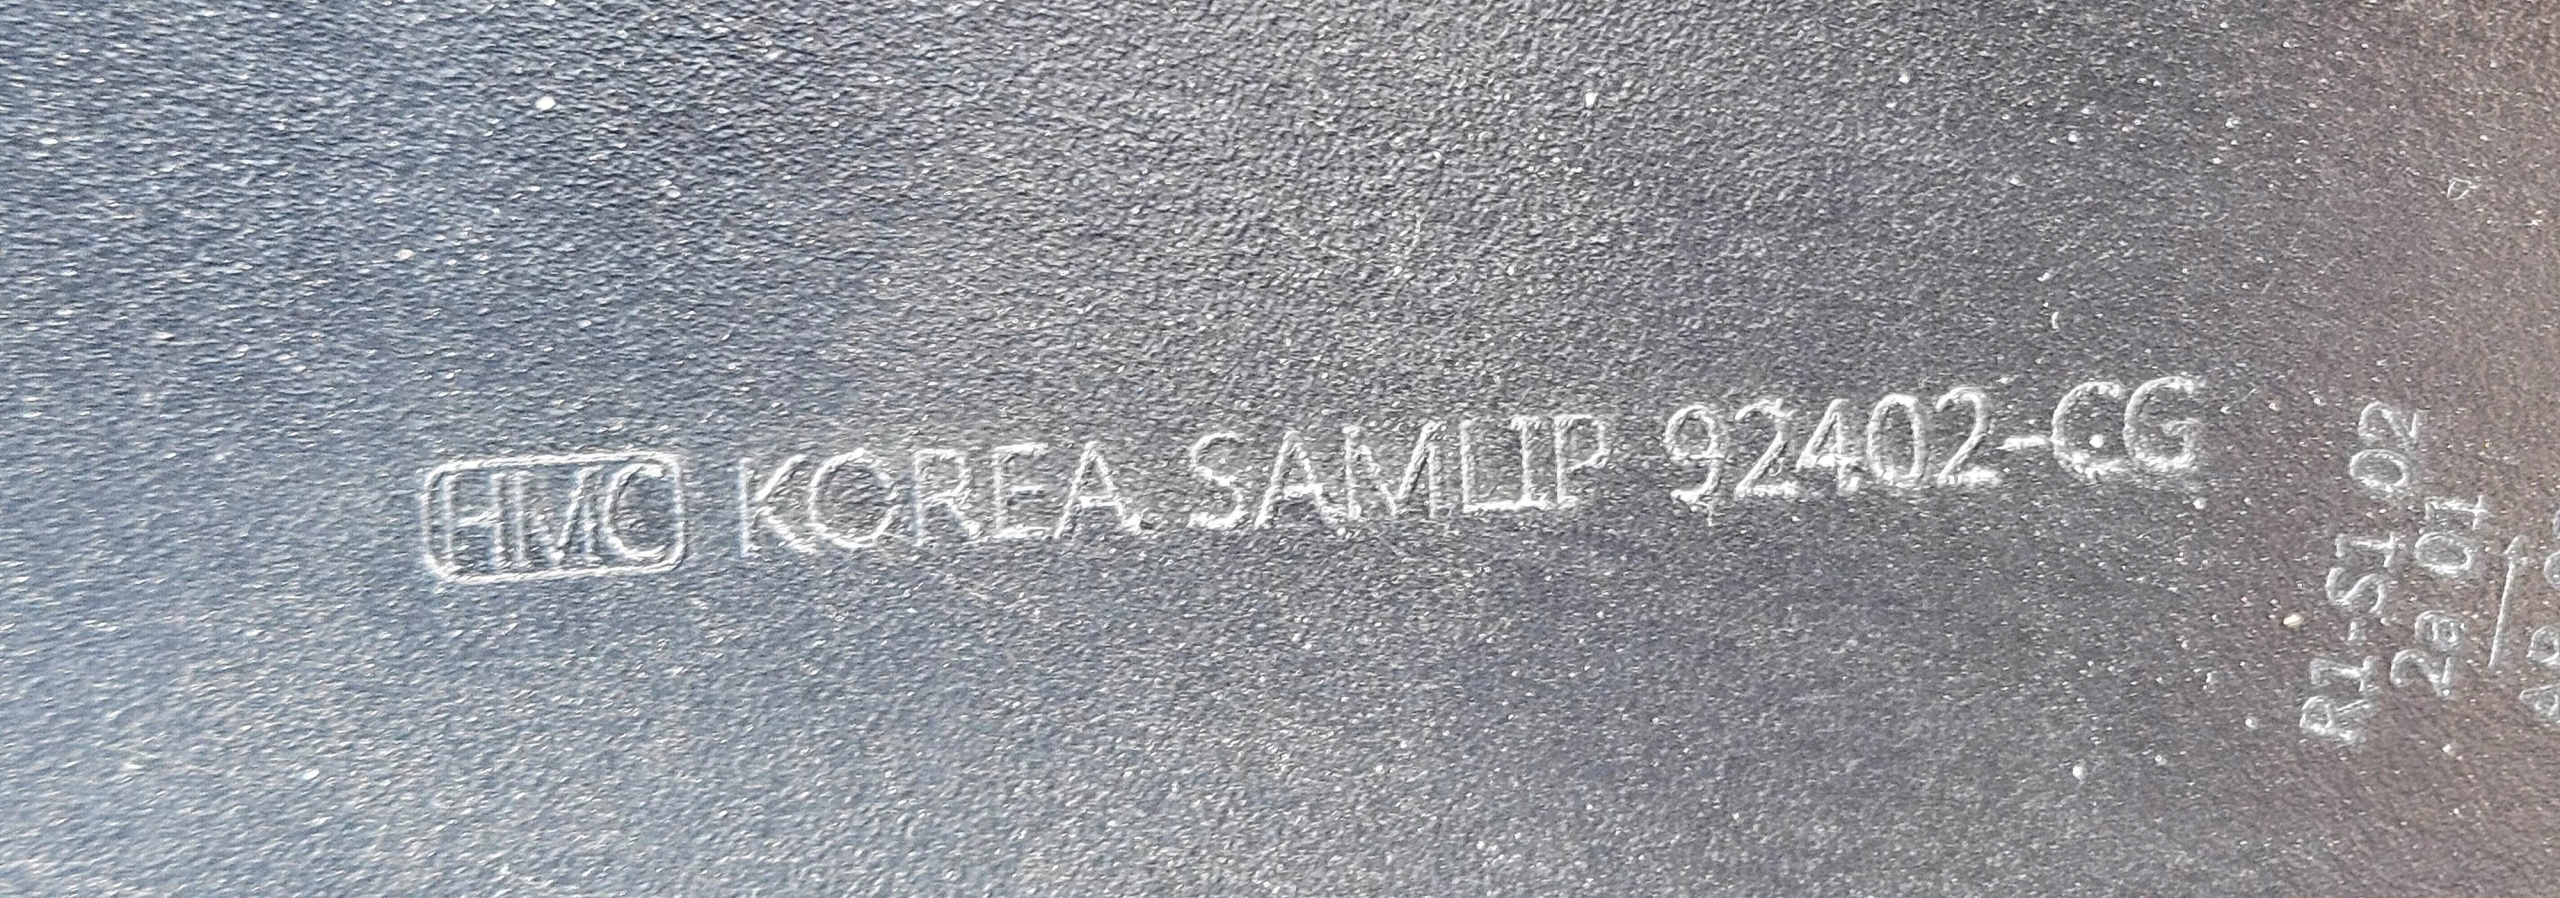 HMC KOREA SAMLIP 92402-CG
R1-S1 02
2a 01